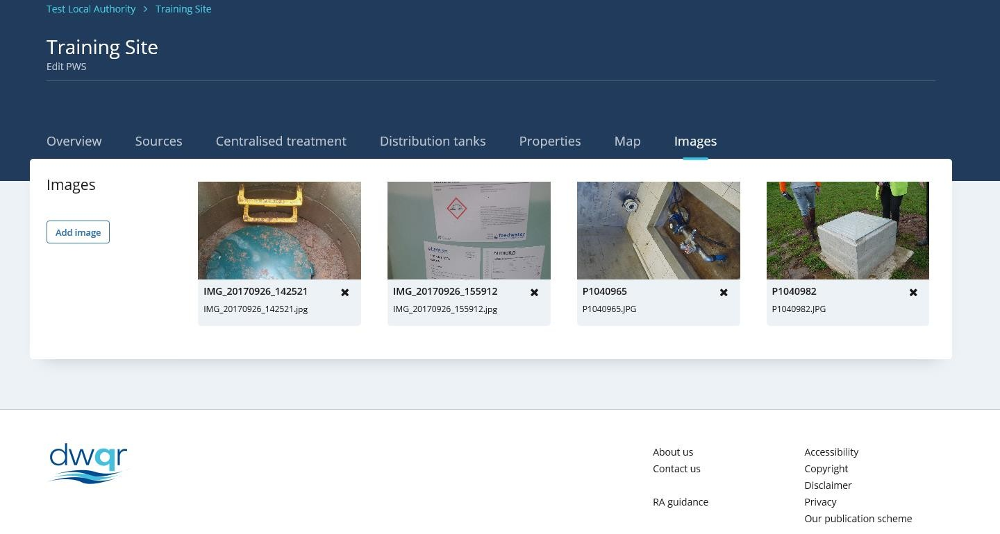 Test Local Authority > Training Site
Training Site
Edit PWS
Overview Sources Centralised treatment Distribution tanks Properties Map Images
Images
Add image
feedwater
IMG_20170926_142521 ✖
IMG_20170926_142521.jpg
IMG_20170926_155912 ✖
IMG_20170926_155912.jpg
P1040965 ✖
P1040965.JPG
P1040982 ✖
P1040982.JPG
dwqr
About us
Contact us
RA guidance
Accessibility
Copyright
Disclaimer
Privacy
Our publication scheme